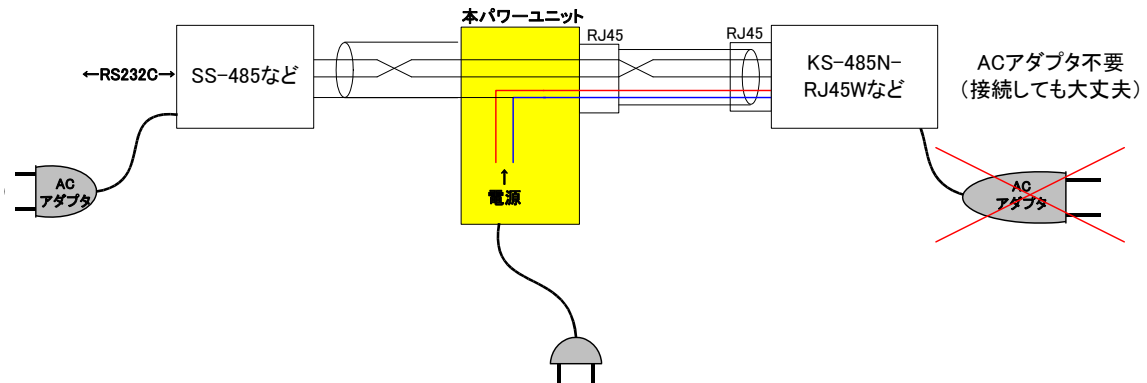 本パワーユニット
←RS232C→
SS-485など
RJ45
RJ45
KS-485N-
RJ45Wなど
ACアダプタ不要
(接続しても大丈夫)
AC
アダプタ
↑
電源
AC
アダプタ